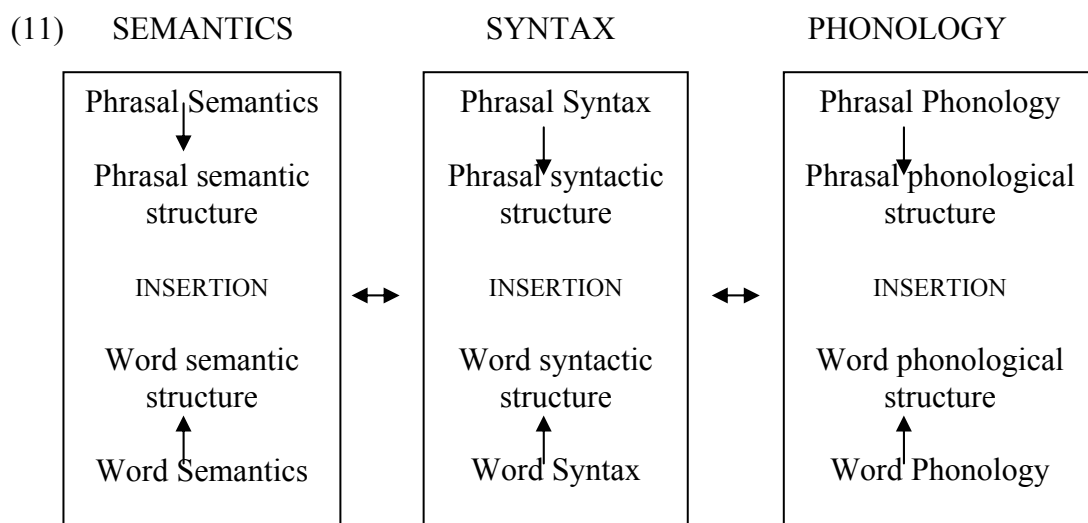 (11) SEMANTICS SYNTAX PHONOLOGY
Phrasal Semantics Phrasal Syntax Phrasal Phonology
Phrasal semantic Phrasal syntactic Phrasal phonological
structure structure structure
INSERTION INSERTION INSERTION
Word semantic Word syntactic Word phonological
structure structure structure
Word Semantics Word Syntax Word Phonology